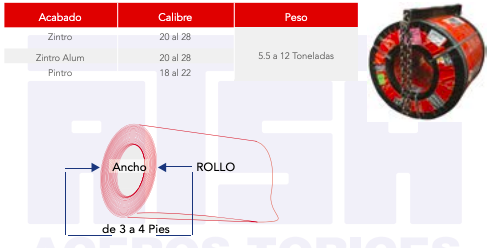 Acabado Calibre Peso
Zintro 20 al 28
5.5 a 12 Toneladas
Zintro Alum 20 al 28
Pintro 18 al 22
Ancho ROLLO
de 3 a 4 Pies